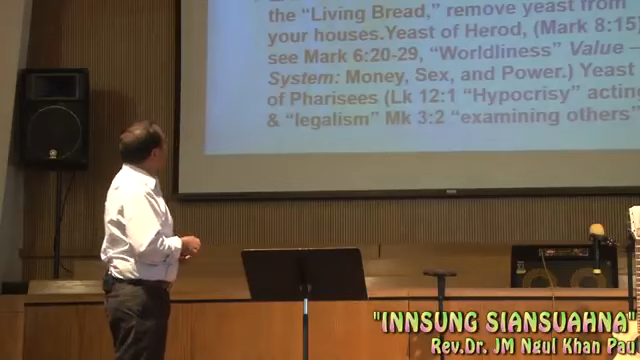 the "Living Bread," remove yeast from
your houses.Yeast of Herod, (Mark 8:15)
see Mark 6:20-29, "Worldliness" Value –
System: Money, Sex, and Power.) Yeast
of Pharisees (Lk 12:1 "Hypocrisy" acting
& "legalism" Mk 3:2 "examining others"
"INNSUNG SIANSUAHNA"
Rev.Dr. JM Ngul Khan Pau